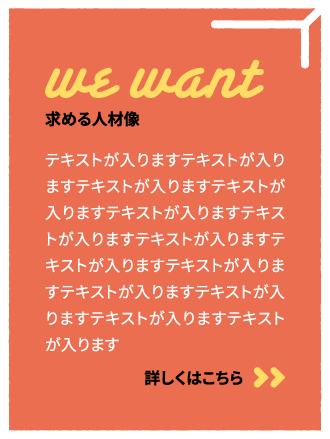 we want
求める人材像
テキストが入りますテキストが入り
ますテキストが入りますテキストが
入りますテキストが入りますテキス
トが入りますテキストが入りますテ
キストが入りますテキストが入りま
すテキストが入りますテキストが入
りますテキストが入りますテキスト
が入ります
詳しくはこちら